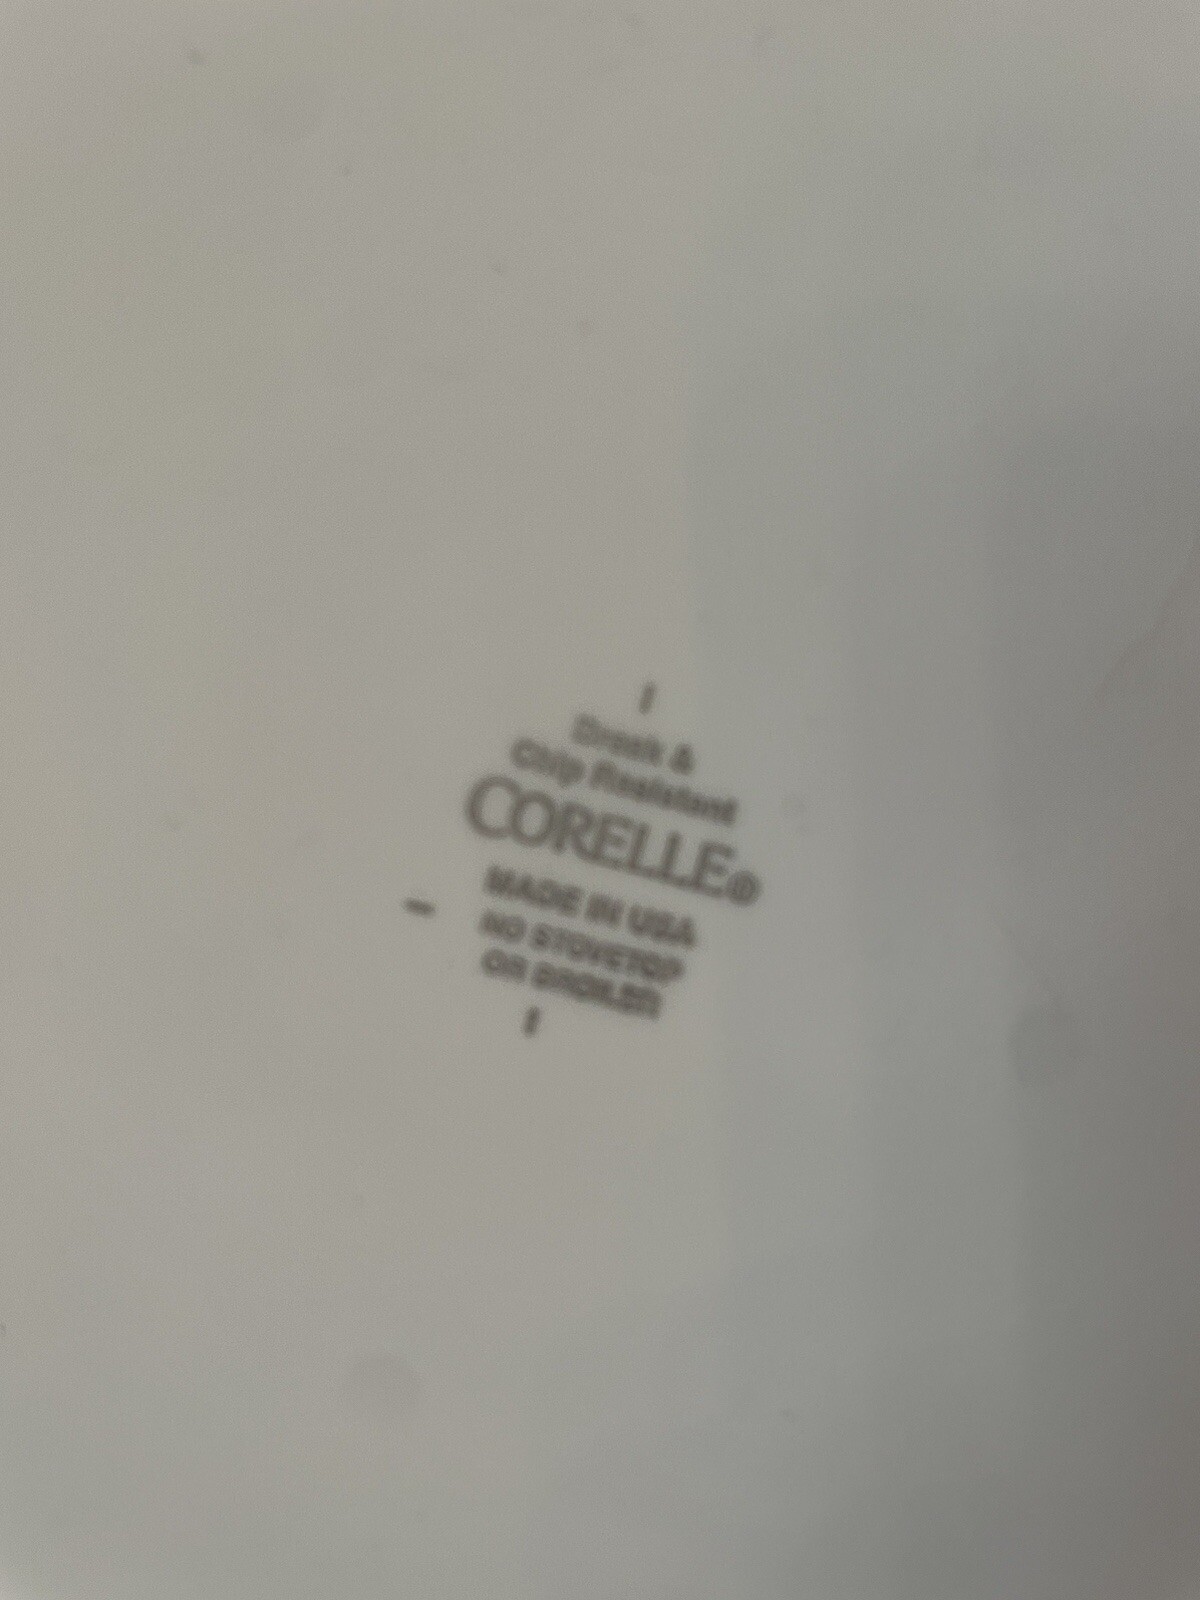 Break &
Chip Resistant
CORELLE®
MADE IN USA
NO STOVETOP
OR BROILER